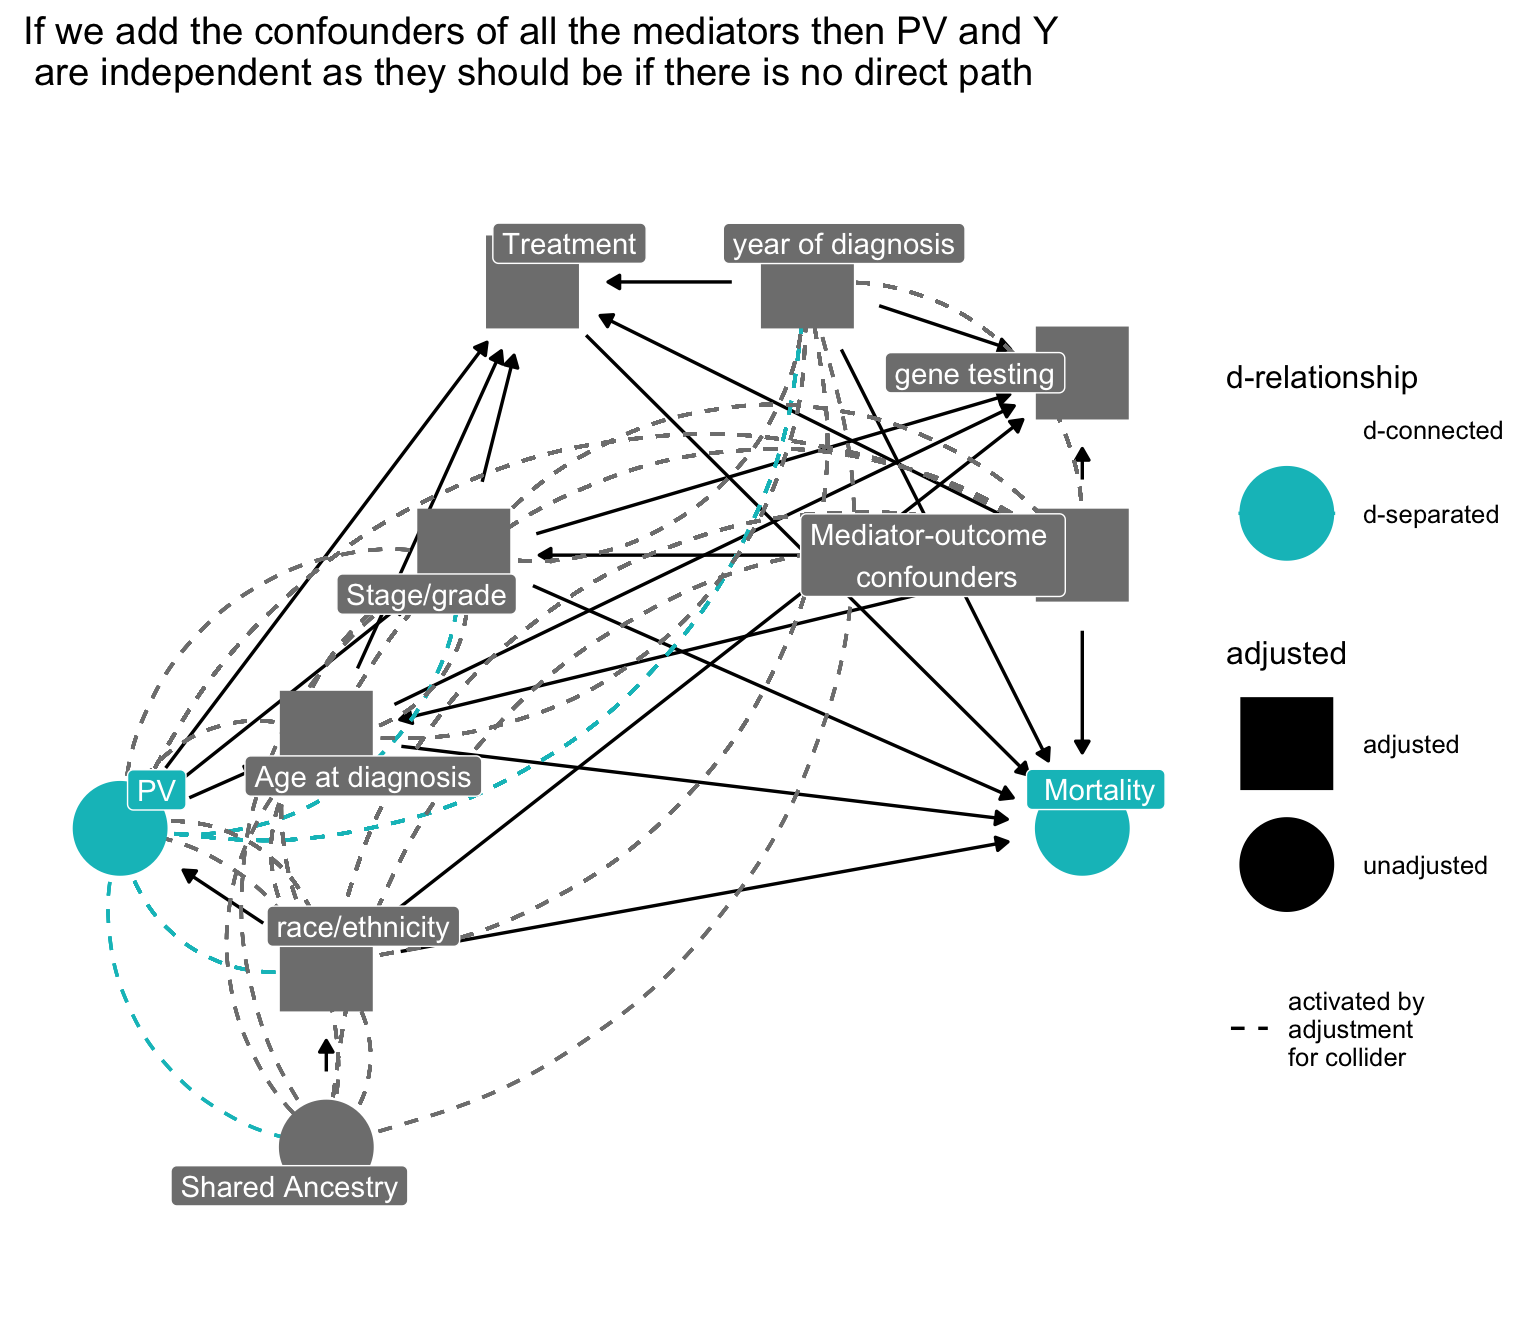 If we add the confounders of all the mediators then PV and Y
are independent as they should be if there is no direct path
Treatment
year of diagnosis
gene testing
d-relationship
d-connected
d-separated
Mediator-outcome
confounders
Stage/grade
adjusted
adjusted
unadjusted
Age at diagnosis
PV
Mortality
race/ethnicity
activated by
adjustment
for collider
Shared Ancestry